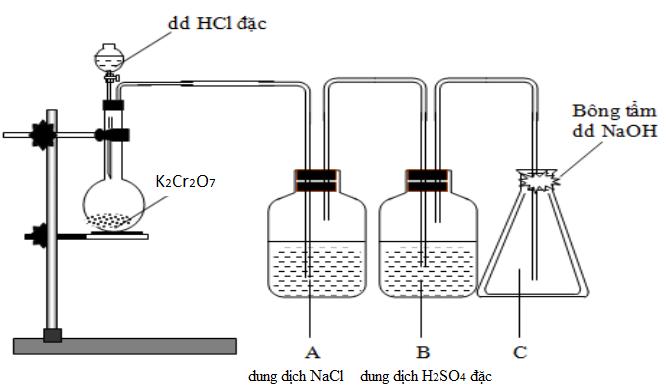 dd HCl đặc
Bông tẩm
dd NaOH
K2Cr2O7
A
B
C
dung dịch NaCl
dung dịch H2SO4 đặc